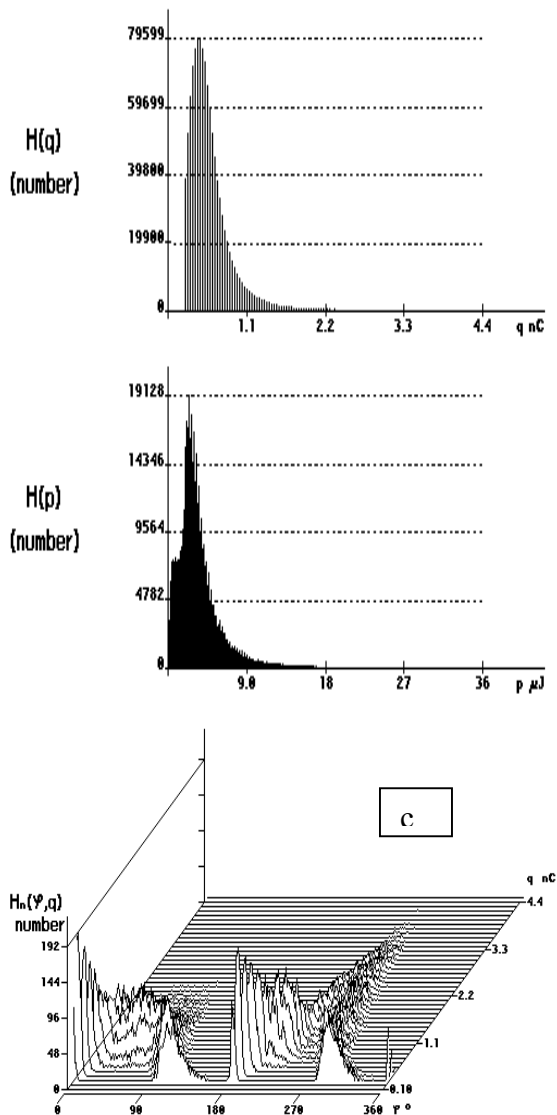 79599
59699
H(q)
39800
(number)
19900
0
1.1 2.2 3.3 4.4 q nC
19128
14346
H(p)
9564
(number)
4782
0
9.0 18 27 36 p µJ
c
q nC
Hn(φ,q)
4.4
number
192
3.3
144
2.2
96
1.1
48
0
0.10
0 90 180 270 360 φ °